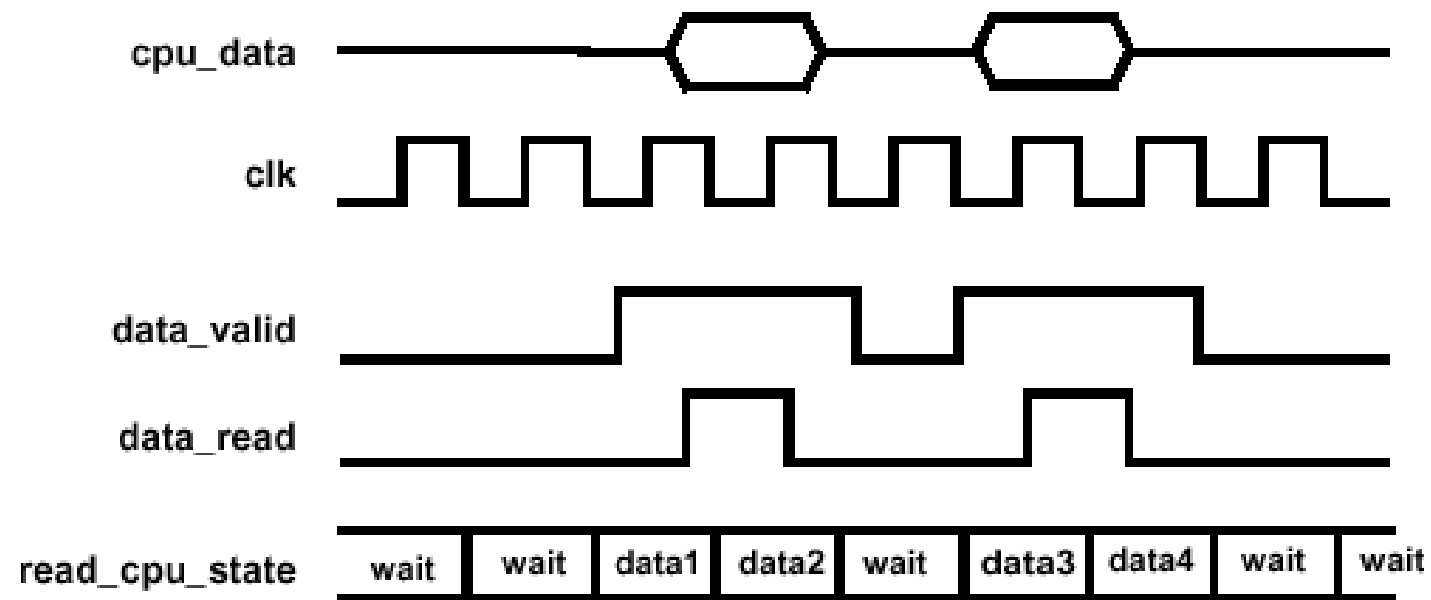 cpu_data
clk
data_valid
data_read
read_cpu_state wait wait data1 data2 wait data3 data4 wait wait